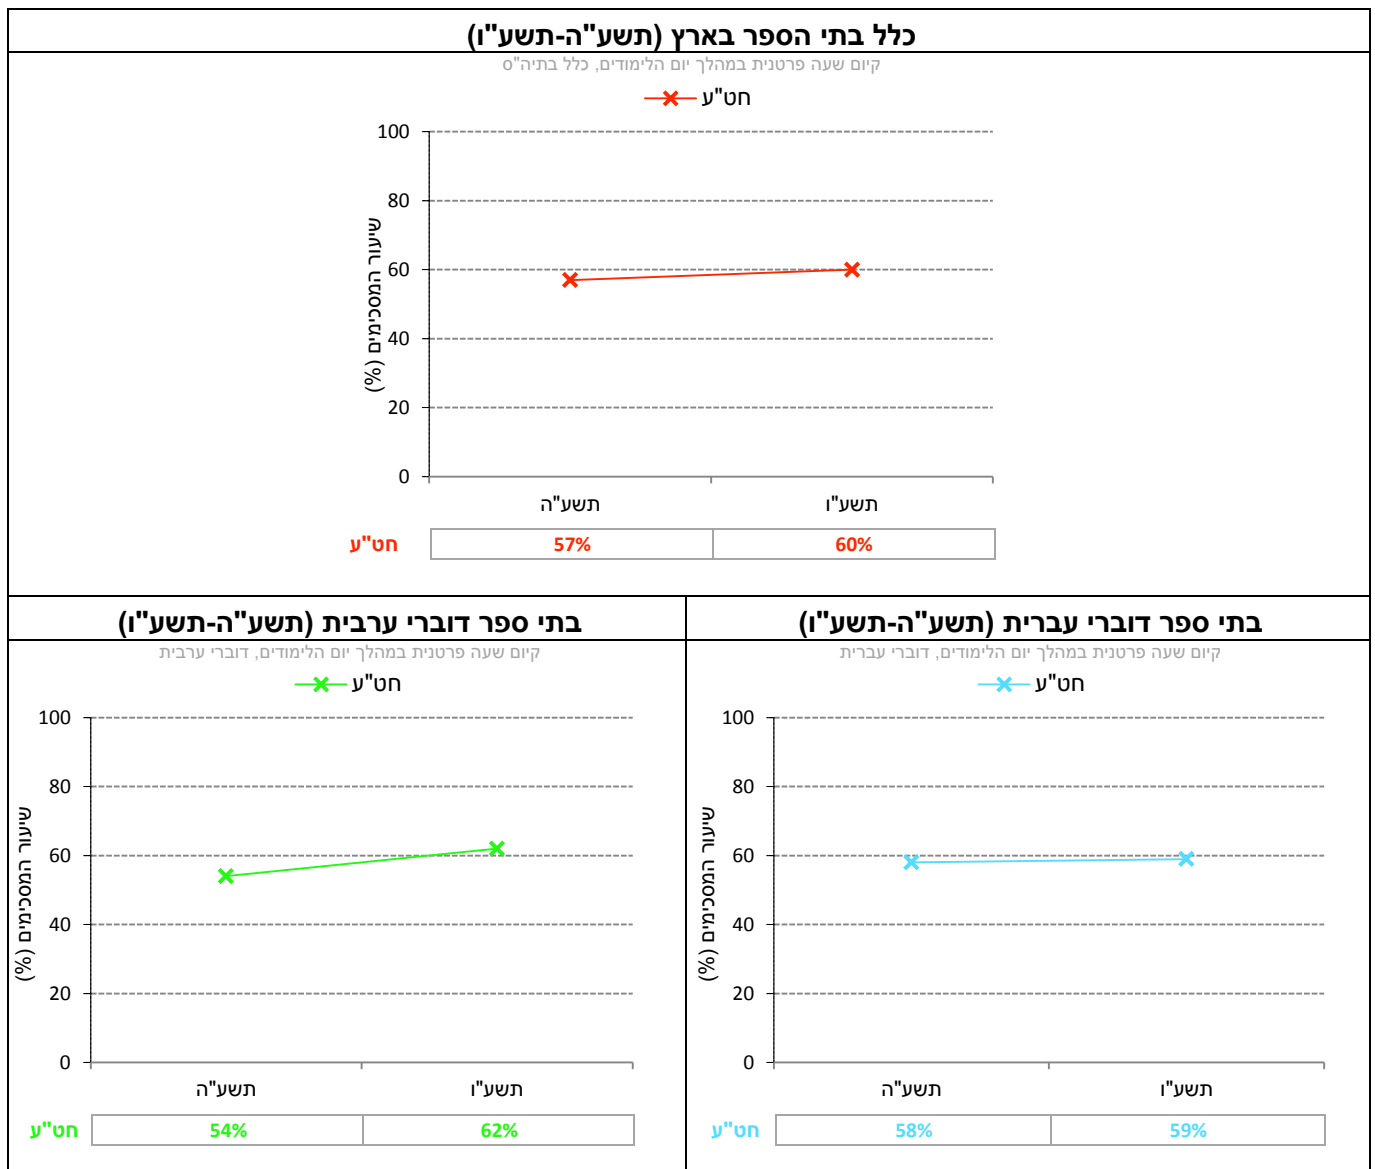 כלל בתי הספר בארץ (תשע"ה-תשע"ו)
קיום שעה פרטנית במהלך יום הלימודים, כלל בתיה"ס
חט"ע
שיעור המסכימים (%)
100
80
60
40
20
0
תשע"ה תשע"ו
חט"ע 57% 60%
בתי ספר דוברי עברית (תשע"ה-תשע"ו)
קיום שעה פרטנית במהלך יום הלימודים, דוברי עברית
חט"ע
שיעור המסכימים (%)
100
80
60
40
20
0
תשע"ה תשע"ו
חט"ע 58% 59%
בתי ספר דוברי ערבית (תשע"ה-תשע"ו)
קיום שעה פרטנית במהלך יום הלימודים, דוברי ערבית
חט"ע
שיעור המסכימים (%)
100
80
60
40
20
0
תשע"ה תשע"ו
חט"ע 54% 62%